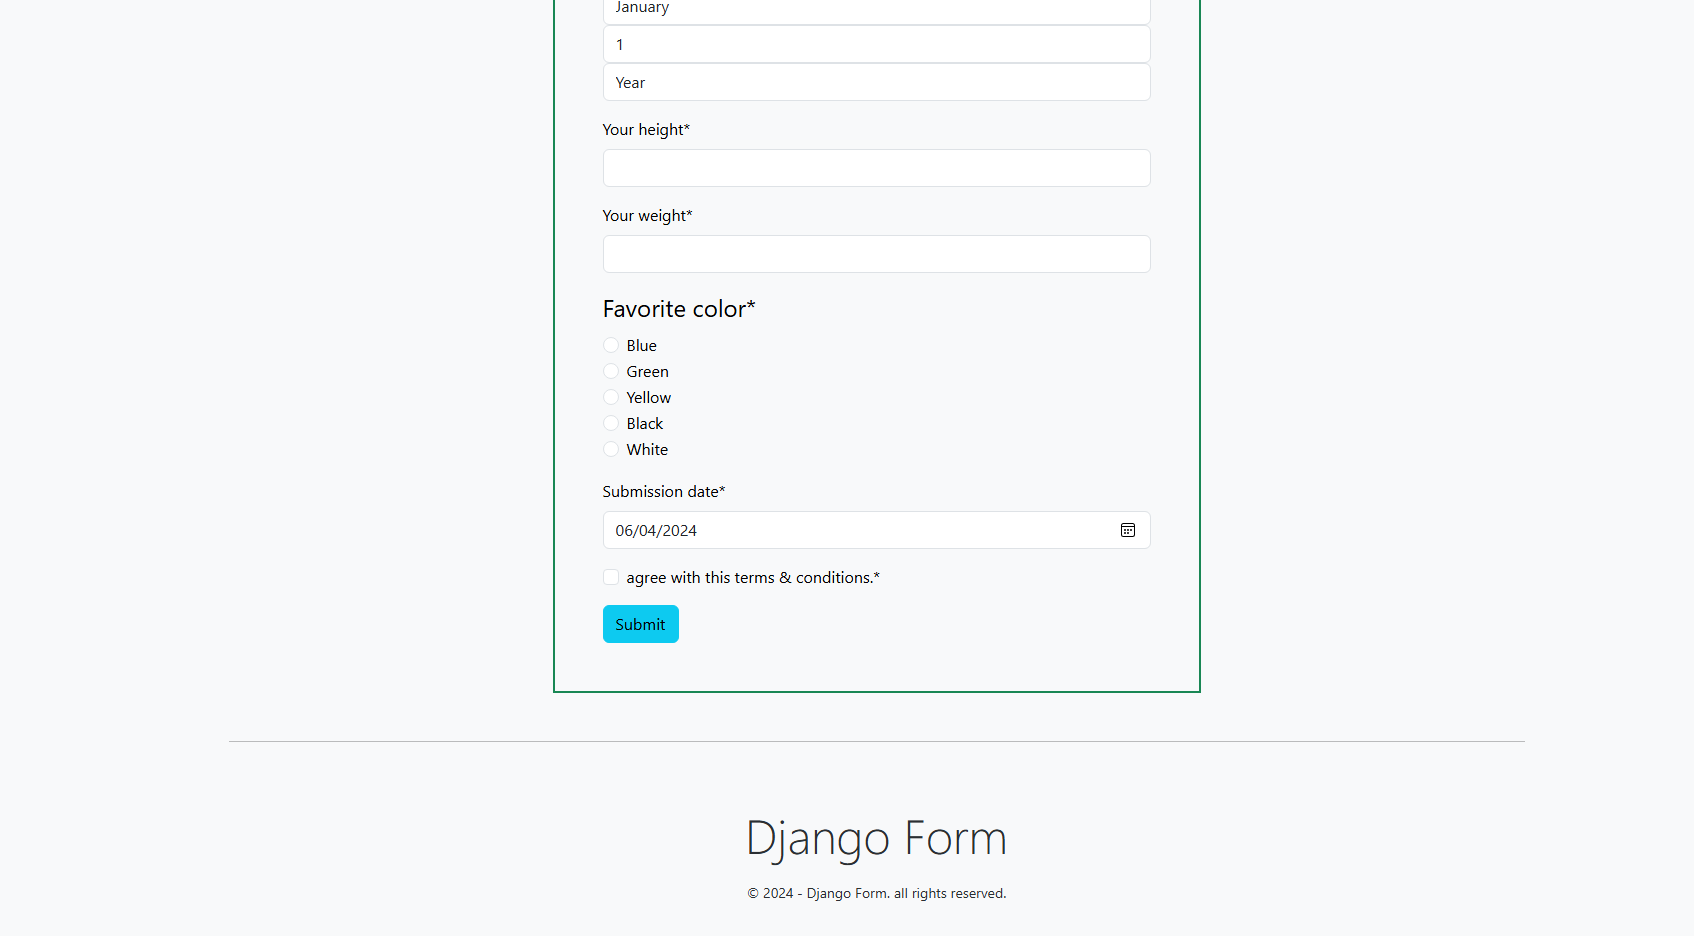 January
1
Year
Your height*
Your weight*
Favorite color*
Blue
Green
Yellow
Black
White
Submission date*
06/04/2024
agree with this terms & conditions.*
Submit
Django Form
© 2024 - Django Form. all rights reserved.